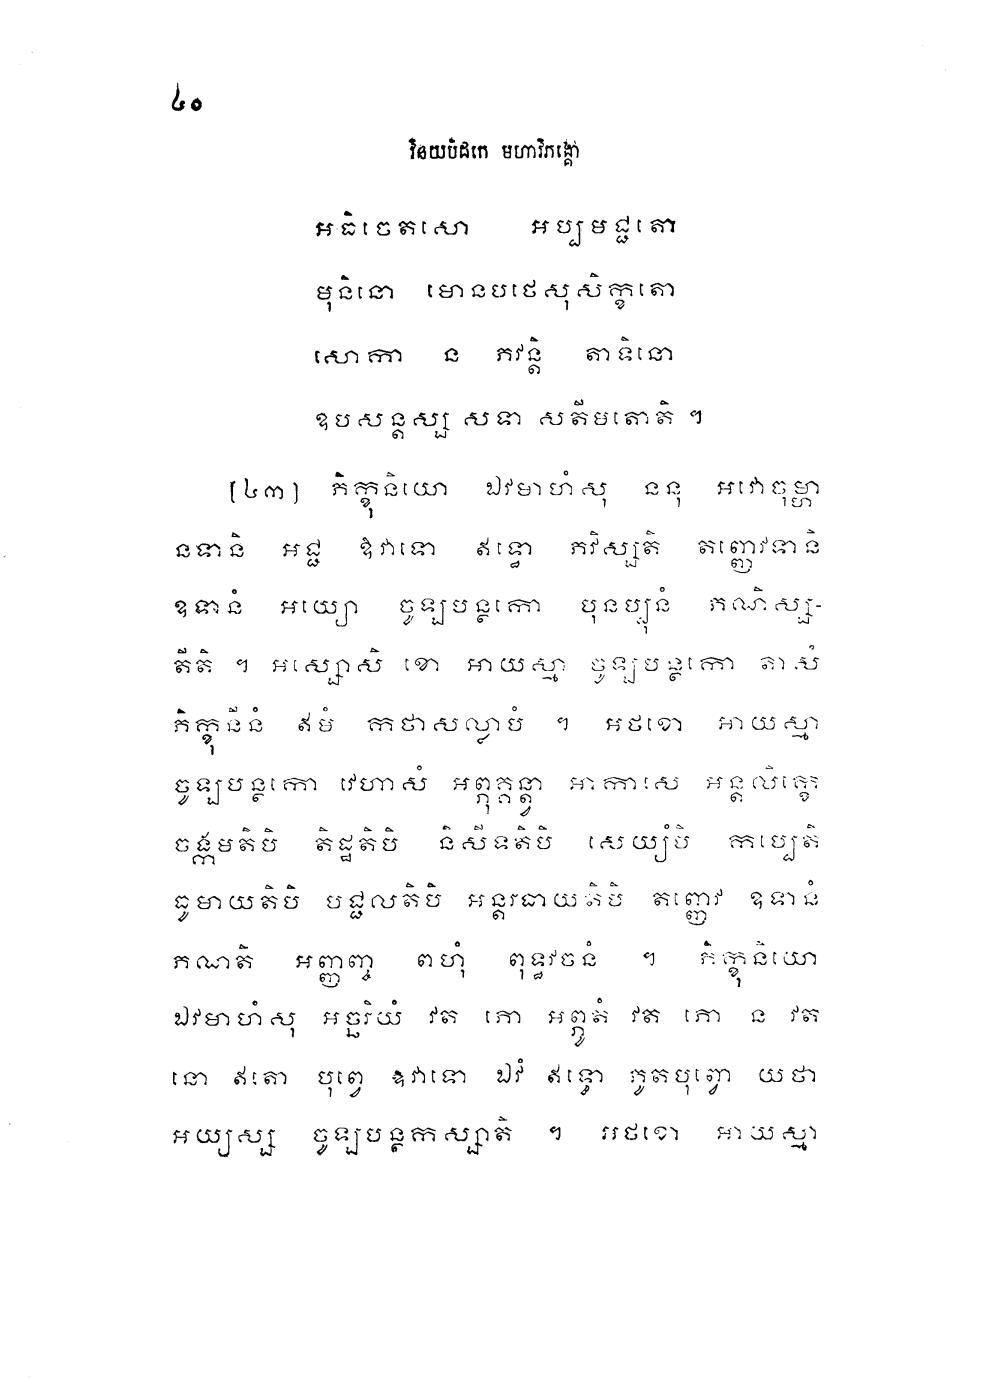 ៤០
វិនយបិដកេ មហាវិភង្គោ
អធិចេតសោ អប្បមជ្ជតោ
មុនិនោ មោនបថេសុ សិក្ខតោ
សោកា ន ភវន្តិ តាទិនោ
ឧបសន្តស្ស សទា សតីមតោតិ ។
[៤៣] ភិក្ខុនិយោ ឯវមាហំសុ ននុ អវោចុម្ហា
នទានិ អជ្ជ ឱវាទោ ឥទ្ធោ ភវិស្សតិ តញ្ញេវទានិ
ឧទានំ អយ្យោ ចូឡបន្ថកោ បុនប្បុនំ ភណិស្ស-
តីតិ ។ អស្សោសិ ខោ អាយស្មា ចូឡបន្ថកោ តាសំ
ភិក្ខុនីនំ ឥមំ កថាសល្លាបំ ។ អថខោ អាយស្មា
ចូឡបន្ថកោ វេហាសំ អព្ភុគ្គន្ត្វា អាកាសេ អន្តលិក្ខេ
ចង្កមតិបិ តិដ្ឋតិបិ និសីទតិបិ សេយ្យំបិ កប្បេតិ
ធូមាយតិបិ បជ្ជលតិបិ អន្តរធាយតិបិ តញ្ញេវ ឧទានំ
ភណតិ អញ្ញញ្ច ពហុំ ពុទ្ធវចនំ ។ ភិក្ខុនិយោ
ឯវមាហំសុ អច្ឆរិយំ វត ភោ អព្ភូតំ វត ភោ ន វត
នោ ឥតោ បុព្វេ ឱវាទោ ឯវំ ឥទ្ធោ ភូតបុព្វោ យថា
អយ្យស្ស ចូឡបន្ថកស្សាតិ ។ អថខោ អាយស្មា